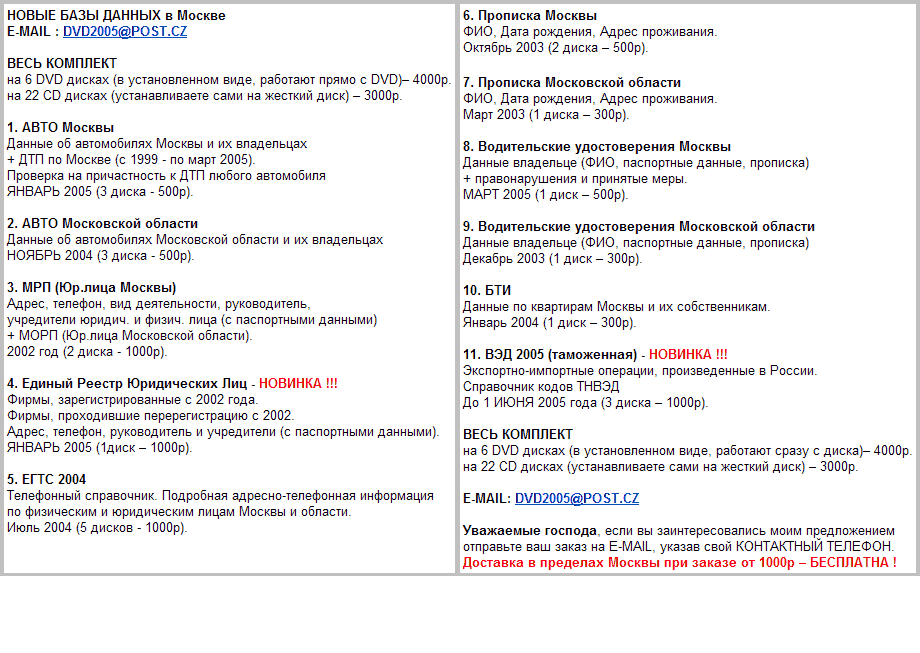 НОВЫЕ БАЗЫ ДАННЫХ в Москве
E-MAIL : DVD2005@POST.CZ
ВЕСЬ КОМПЛЕКТ
на 6 DVD дисках (в установленном виде, работают прямо с DVD)– 4000р.
на 22 CD дисках (устанавливаете сами на жесткий диск) – 3000р.
1. АВТО Москвы
Данные об автомобилях Москвы и их владельцах
+ ДТП по Москве (с 1999 - по март 2005).
Проверка на причастность к ДТП любого автомобиля
ЯНВАРЬ 2005 (3 диска - 500р).
2. АВТО Московской области
Данные об автомобилях Московской области и их владельцах
НОЯБРЬ 2004 (3 диска - 500р).
3. МРП (Юр.лица Москвы)
Адрес, телефон, вид деятельности, руководитель,
учредители юридич. и физич. лица (с паспортными данными)
+ МОРП (Юр.лица Московской области).
2002 год (2 диска - 1000р).
4. Единый Реестр Юридических Лиц - НОВИНКА !!!
Фирмы, зарегистрированные с 2002 года.
Фирмы, проходившие перерегистрацию с 2002.
Адрес, телефон, руководитель и учредители (с паспортными данными).
ЯНВАРЬ 2005 (1диск – 1000р).
5. ЕГТС 2004
Телефонный справочник. Подробная адресно-телефонная информация
по физическим и юридическим лицам Москвы и области.
Июль 2004 (5 дисков - 1000р).
6. Прописка Москвы
ФИО, Дата рождения, Адрес проживания.
Октябрь 2003 (2 диска – 500р).
7. Прописка Московской области
ФИО, Дата рождения, Адрес проживания.
Март 2003 (1 диска – 300р).
8. Водительские удостоверения Москвы
Данные владельце (ФИО, паспортные данные, прописка)
+ правонарушения и принятые меры.
МАРТ 2005 (1 диск – 500р).
9. Водительские удостоверения Московской области
Данные владельце (ФИО, паспортные данные, прописка)
Декабрь 2003 (1 диск – 300р).
10. БТИ
Данные по квартирам Москвы и их собственникам.
Январь 2004 (1 диск – 300р).
11. ВЭД 2005 (таможенная) - НОВИНКА !!!
Экспортно-импортные операции, произведенные в России.
Справочник кодов ТНВЭД
До 1 ИЮНЯ 2005 года (3 диска – 1000р).
ВЕСЬ КОМПЛЕКТ
на 6 DVD дисках (в установленном виде, работают сразу с диска)– 4000р.
на 22 CD дисках (устанавливаете сами на жесткий диск) – 3000р.
E-MAIL: DVD2005@POST.CZ
Уважаемые господа, если вы заинтересовались моим предложением
отправьте ваш заказ на E-MAIL, указав свой КОНТАКТНЫЙ ТЕЛЕФОН.
Доставка в пределах Москвы при заказе от 1000р – БЕСПЛАТНА !